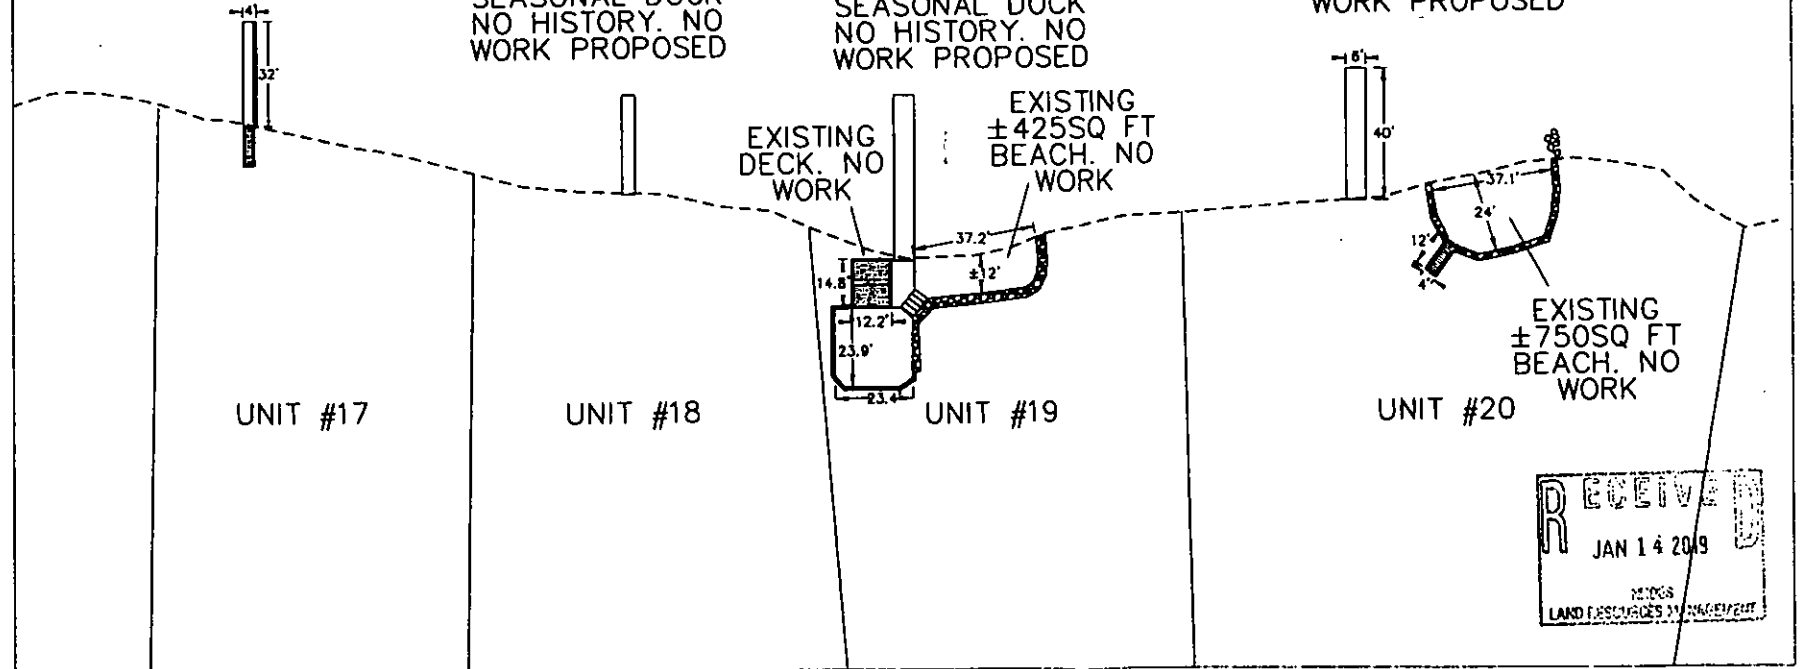 SEASONAL DOCK
NO HISTORY. NO
WORK PROPOSED
SEASONAL DOCK
NO HISTORY. NO
WORK PROPOSED
WORK PROPOSED
4'
32'
6'
40'
EXISTING
DECK. NO
WORK
EXISTING
±425SQ FT
BEACH. NO
WORK
37.2'
±12'
14.8'
12.2'
23.9'
23.4'
37.1'
24'
12'
4'
EXISTING
±750SQ FT
BEACH. NO
WORK
UNIT #17
UNIT #18
UNIT #19
UNIT #20
RECEIVED
JAN 14 2019
LAND RESOURCES MANAGEMENT